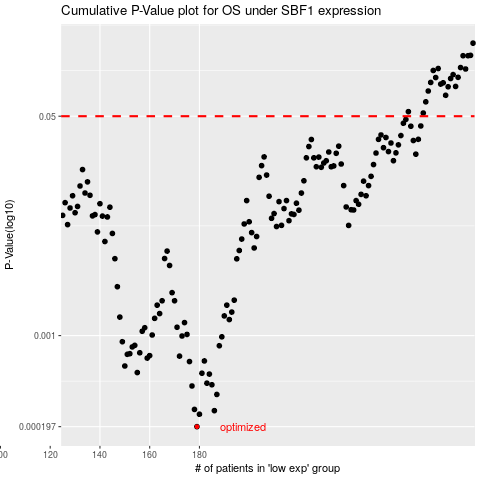 Cumulative P-Value plot for OS under SBF1 expression
0.05
P-Value(log10)
0.001
0.000197
optimized
00 140 160 180
# of patients in 'low exp' group